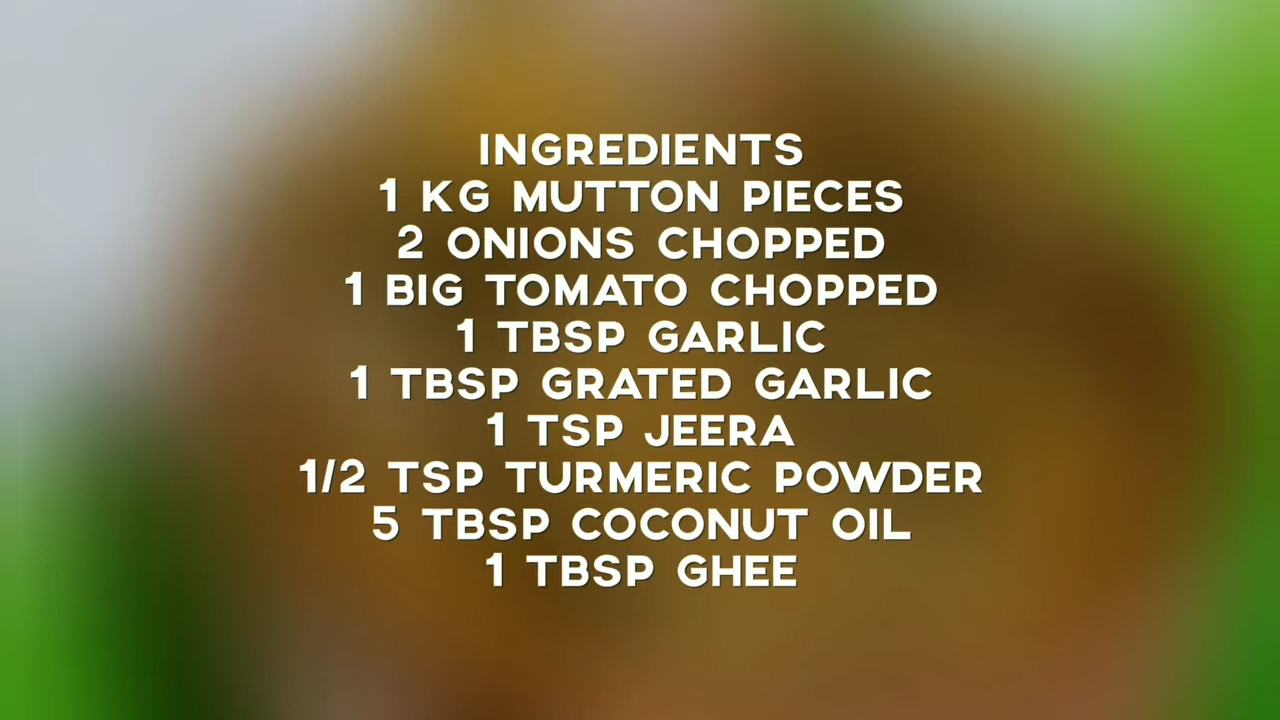 INGREDIENTS
1 KG MUTTON PIECES
2 ONIONS CHOPPED
1 BIG TOMATO CHOPPED
1 TBSP GARLIC
1 TBSP GRATED GARLIC
1 TSP JEERA
1/2 TSP TURMERIC POWDER
5 TBSP COCONUT OIL
1 TBSP GHEE